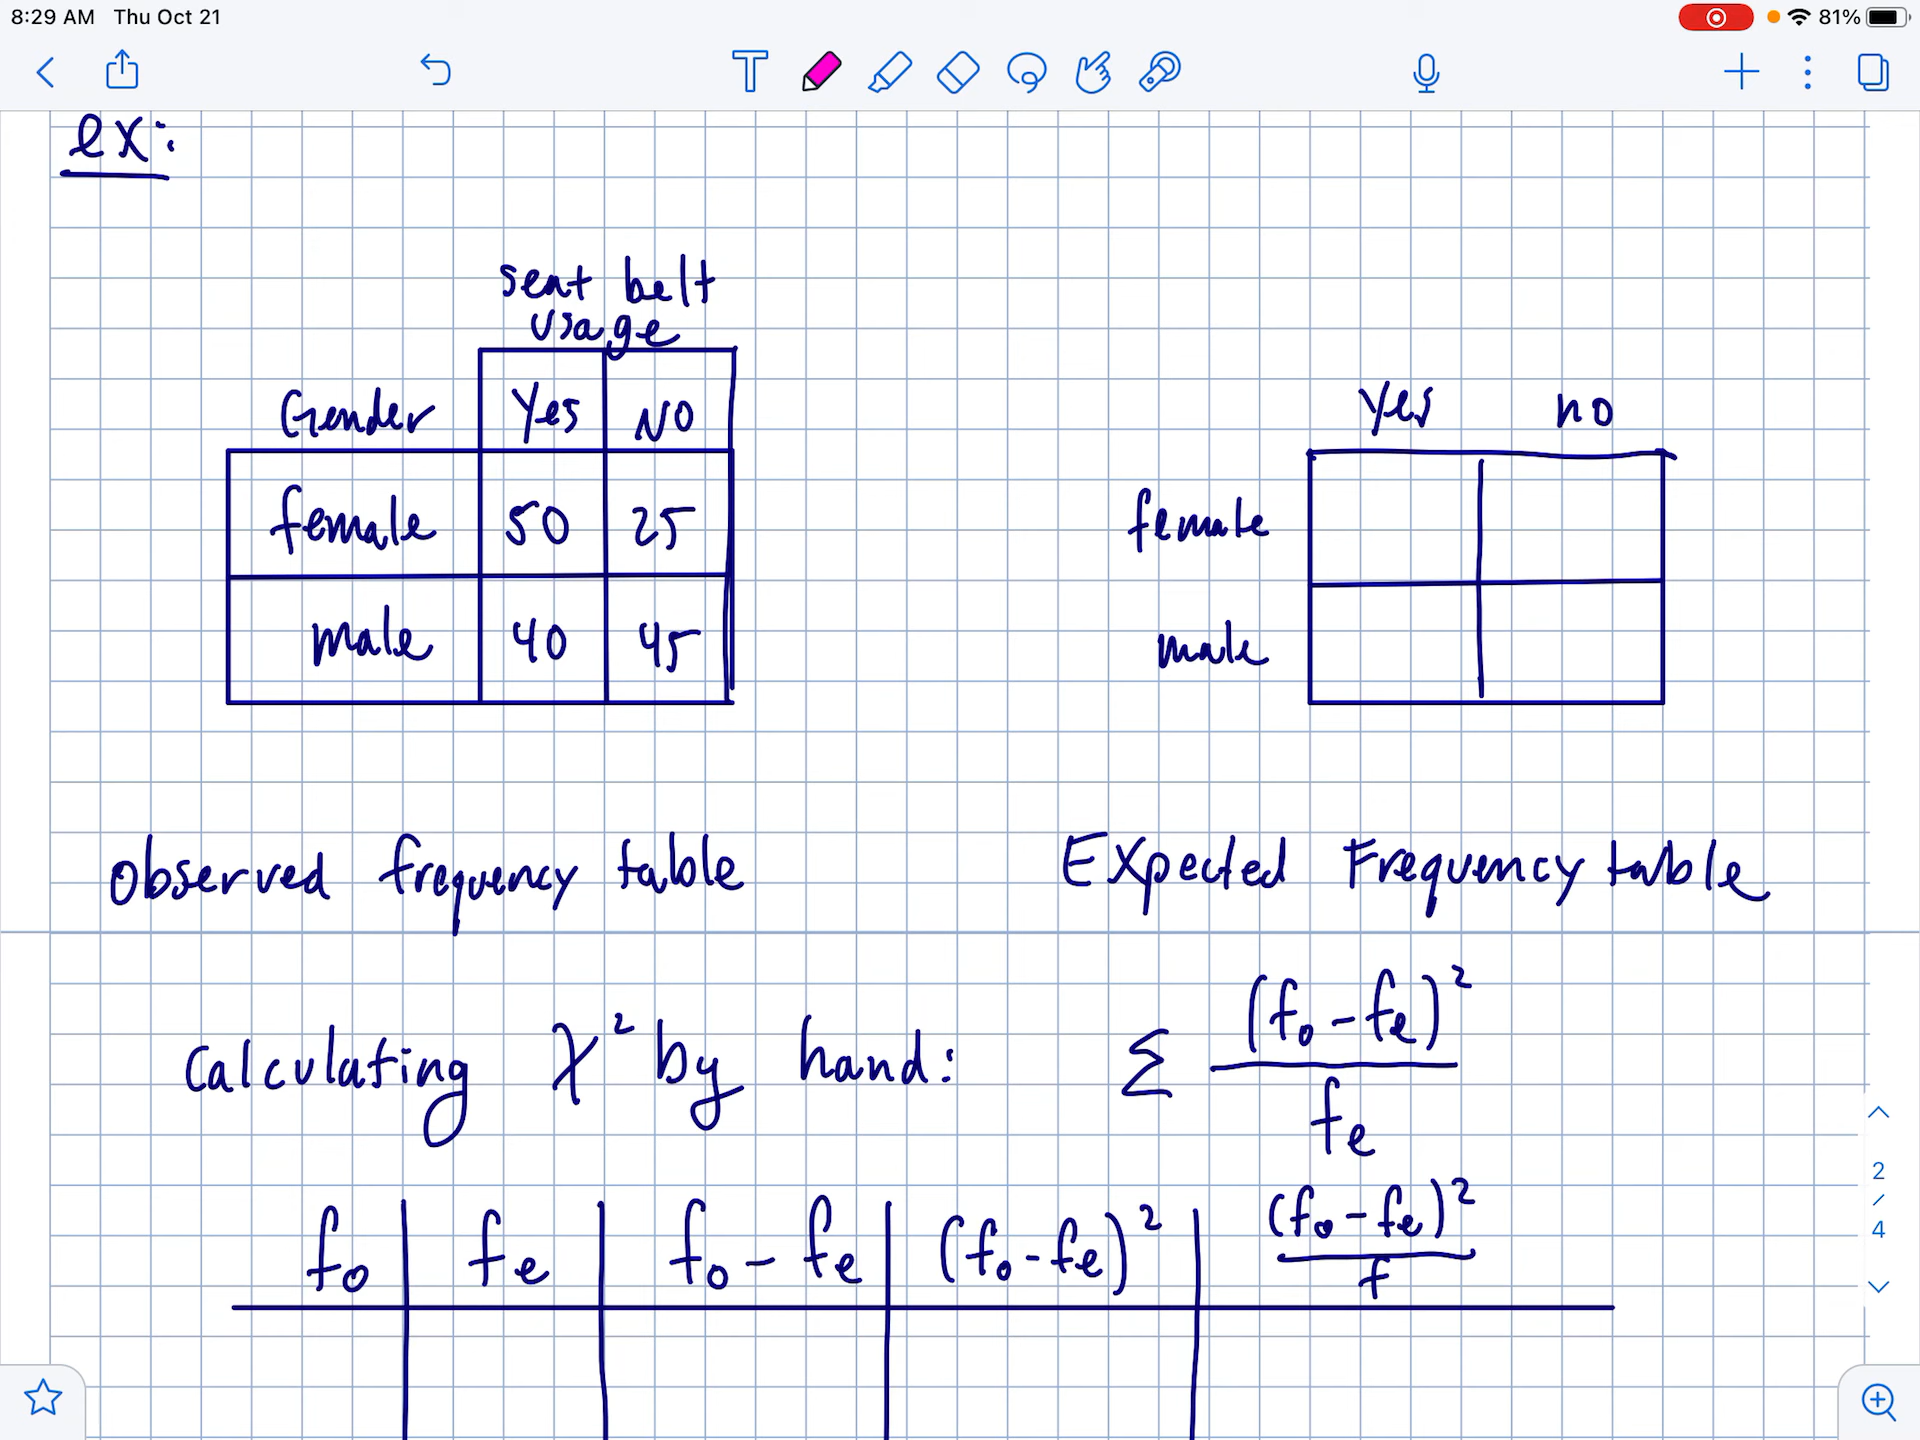 8:29 AM Thu Oct 21
81%
T
ex:
seat belt
usage
Gender Yes NO
female 50 25
male 40 45
yes no
female
male
Observed frequency table
Expected Frequency table
Calculating χ² by hand: Σ (fo - fe)² / fe
fo | fe | fo - fe | (fo - fe)² | (fo - fe)² / f
2 / 4